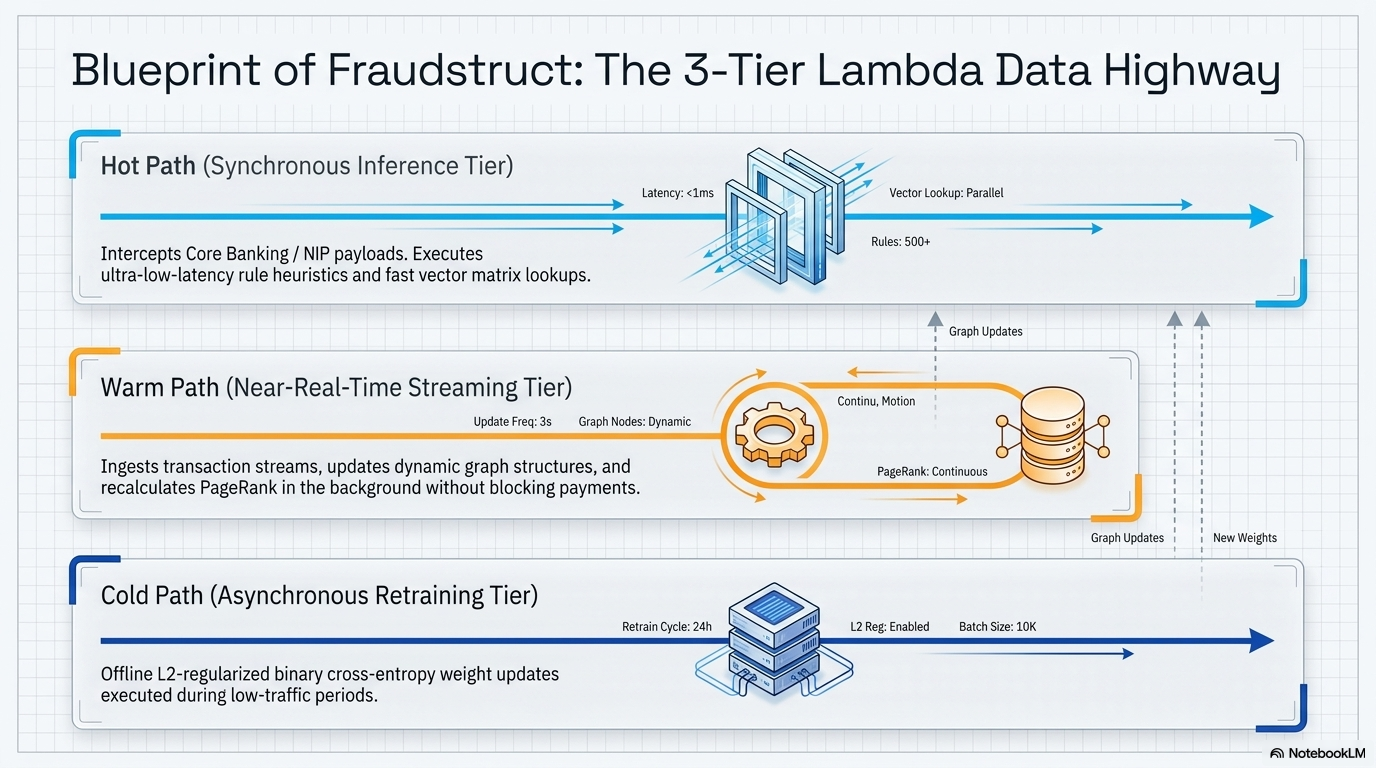 Blueprint of Fraudstruct: The 3-Tier Lambda Data Highway
Hot Path (Synchronous Inference Tier)
Latency: <1ms
Vector Lookup: Parallel
Rules: 500+
Intercepts Core Banking / NIP payloads. Executes
ultra-low-latency rule heuristics and fast vector matrix lookups.
Graph Updates
Warm Path (Near-Real-Time Streaming Tier)
Continu, Motion
Update Freq: 3s
Graph Nodes: Dynamic
PageRank: Continuous
Ingests transaction streams, updates dynamic graph structures, and
recalculates PageRank in the background without blocking payments.
Graph Updates
New Weights
Cold Path (Asynchronous Retraining Tier)
Retrain Cycle: 24h
L2 Reg: Enabled
Batch Size: 10K
Offline L2-regularized binary cross-entropy weight updates
executed during low-traffic periods.
NotebookLM